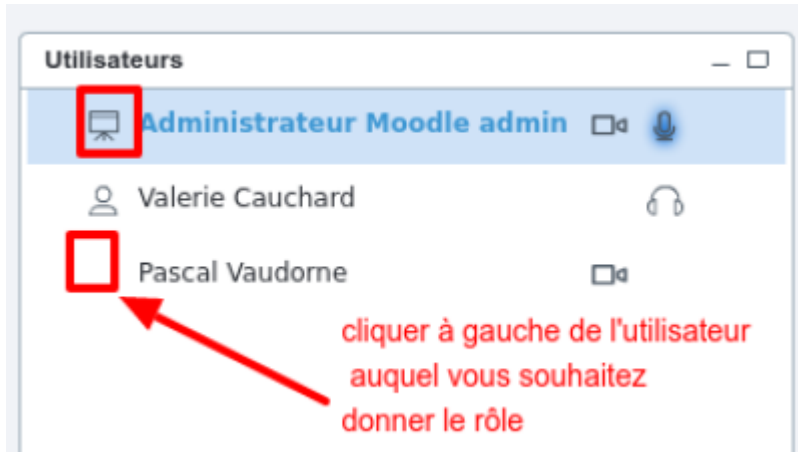 Utilisateurs
Administrateur Moodle admin
Valerie Cauchard
Pascal Vaudorne
cliquer à gauche de l'utilisateur
auquel vous souhaitez
donner le rôle